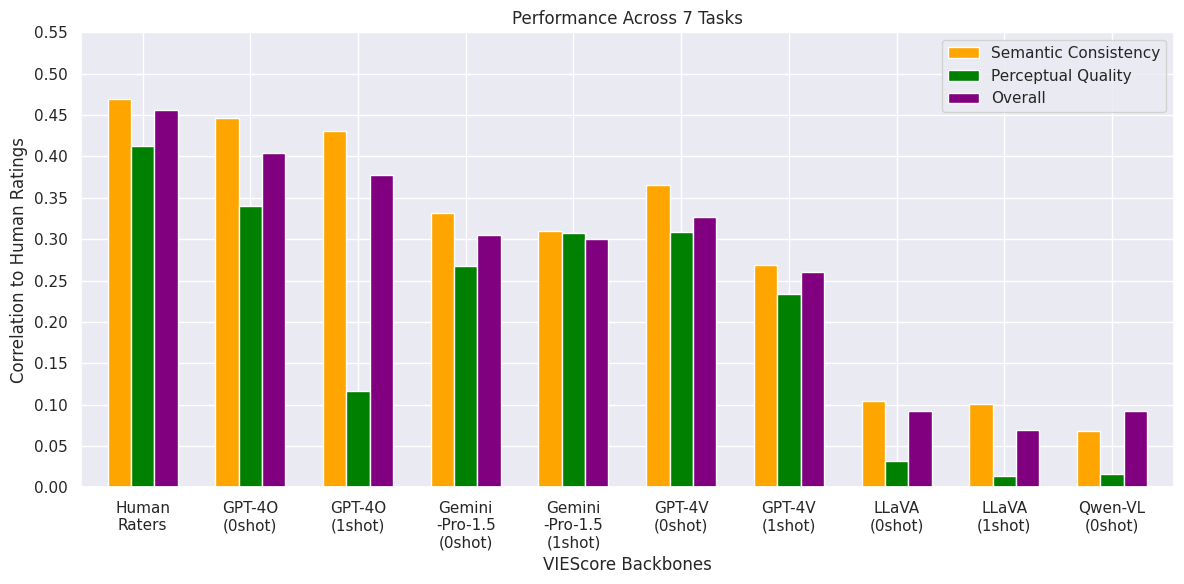 Performance Across 7 Tasks
Correlation to Human Ratings
0.55
0.50
0.45
0.40
0.35
0.30
0.25
0.20
0.15
0.10
0.05
0.00
Semantic Consistency
Perceptual Quality
Overall
Human
Raters
GPT-4O
(0shot)
GPT-4O
(1shot)
Gemini
-Pro-1.5
(0shot)
Gemini
-Pro-1.5
(1shot)
GPT-4V
(0shot)
GPT-4V
(1shot)
LLaVA
(0shot)
LLaVA
(1shot)
Qwen-VL
(0shot)
VIEScore Backbones